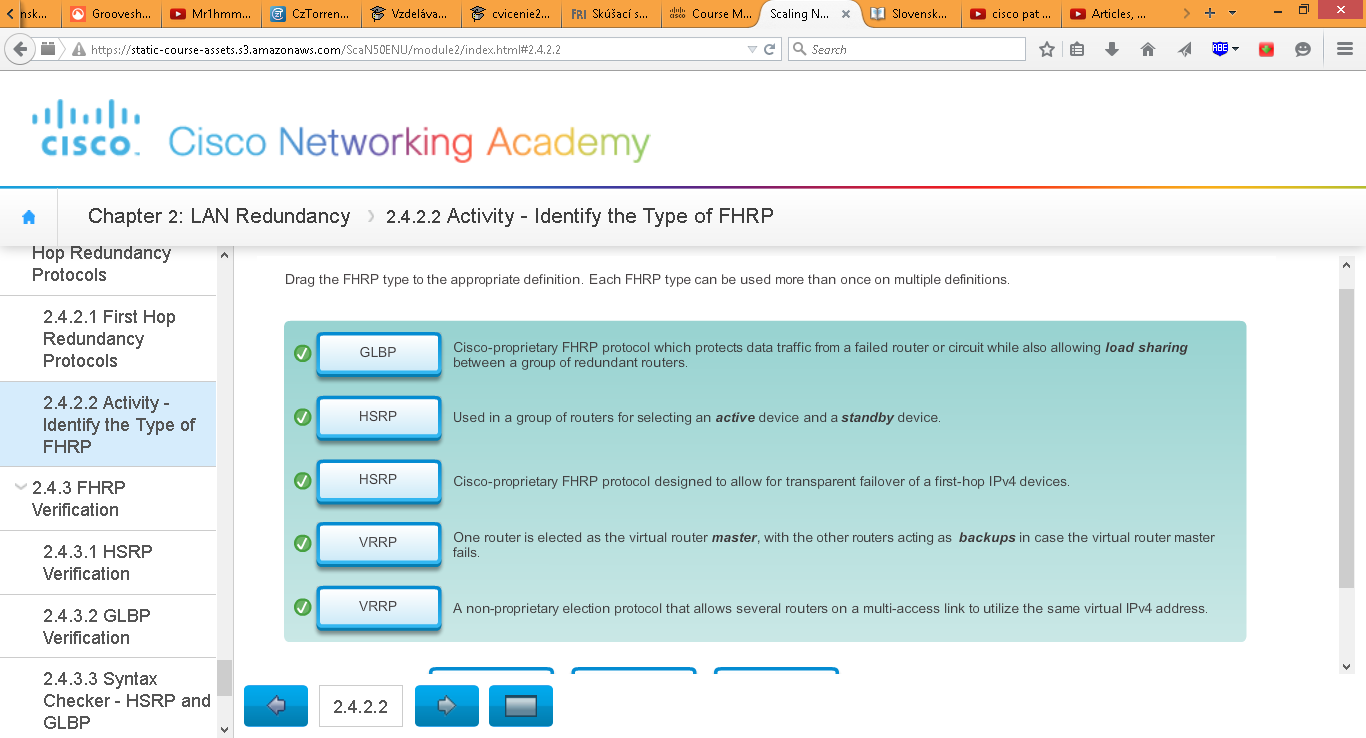 nsk...
Groovesh...
Mr1hmm...
CzTorren...
Vzdeláva...
cvicenie2...
FRI Skúšací s...
Course M...
Scaling N...
Slovensk...
cisco pat ...
Articles, ...
https://static-course-assets.s3.amazonaws.com/ScaN50ENU/module2/index.html#2.4.2.2
Search
ABE
cisco.
Cisco Networking Academy
Chapter 2: LAN Redundancy
2.4.2.2 Activity - Identify the Type of FHRP
Hop Redundancy
Protocols
2.4.2.1 First Hop
Redundancy
Protocols
2.4.2.2 Activity -
Identify the Type of
FHRP
2.4.3 FHRP
Verification
2.4.3.1 HSRP
Verification
2.4.3.2 GLBP
Verification
2.4.3.3 Syntax
Checker - HSRP and
GLBP
Drag the FHRP type to the appropriate definition. Each FHRP type can be used more than once on multiple definitions.
GLBP
Cisco-proprietary FHRP protocol which protects data traffic from a failed router or circuit while also allowing load sharing
between a group of redundant routers.
HSRP
Used in a group of routers for selecting an active device and a standby device.
HSRP
Cisco-proprietary FHRP protocol designed to allow for transparent failover of a first-hop IPv4 devices.
VRRP
One router is elected as the virtual router master, with the other routers acting as backups in case the virtual router master
fails.
VRRP
A non-proprietary election protocol that allows several routers on a multi-access link to utilize the same virtual IPv4 address.
2.4.2.2